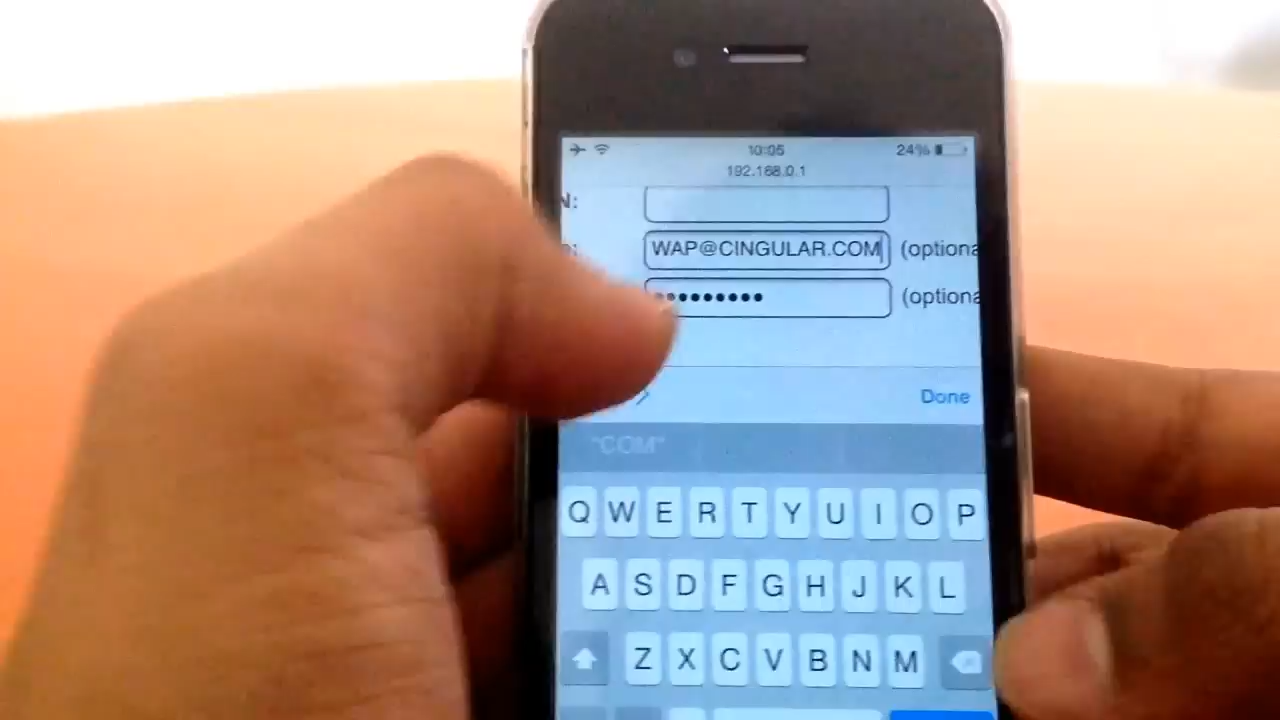 10:05 24%
192.168.0.1
N:
WAP@CINGULAR.COM (optiona
••••••••• (optiona
Done
"COM"
Q W E R T Y U I O P
A S D F G H J K L
Z X C V B N M